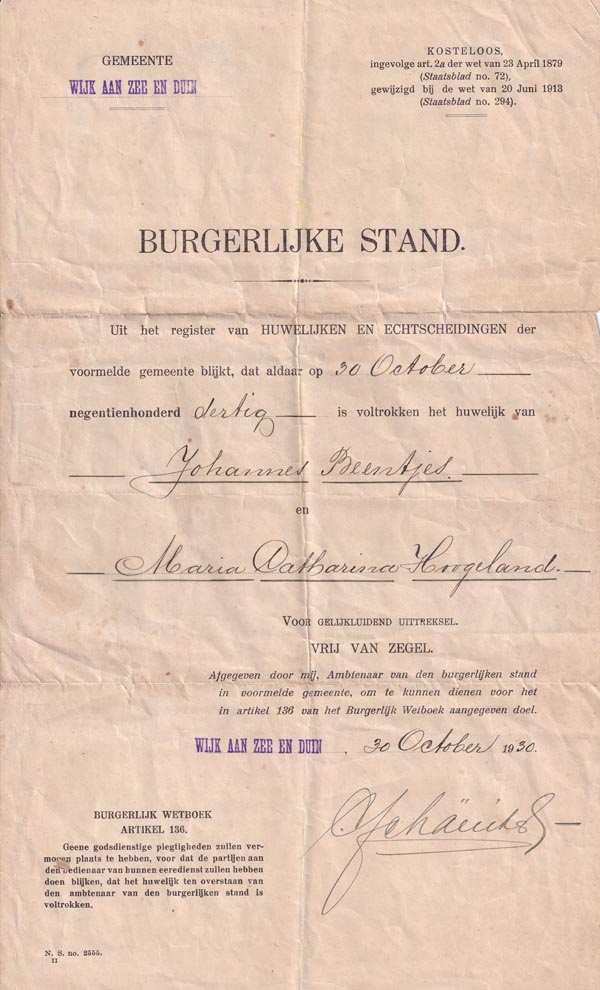 GEMEENTE
WIJK AAN ZEE EN DUIN
KOSTELOOS,
ingevolge art. 2a der wet van 23 April 1879
(Staatsblad no. 72),
gewijzigd bij de wet van 20 Juni 1913
(Staatsblad no. 294).
BURGERLIJKE STAND.
Uit het register van HUWELIJKEN EN ECHTSCHEIDINGEN der
voormelde gemeente blijkt, dat aldaar op 30 October
negentienhonderd dertig is voltrokken het huwelijk van
Johannes Beentjes.
en
Maria Catharina Hoogeland.
VOOR GELIJKLUIDEND UITTREKSEL.
VRIJ VAN ZEGEL.
Afgegeven door mij, Ambtenaar van den burgerlijken stand
in voormelde gemeente, om te kunnen dienen voor het
in artikel 136 van het Burgerlijk Wetboek aangegeven doel.
WIJK AAN ZEE EN DUIN, 30 October 1930.
BURGERLIJK WETBOEK
ARTIKEL 136.
Geene godsdienstige plegtigheden zullen ver-
mogen plaats te hebben, voor dat de partijen aan
den bedienaar van hunnen eeredienst zullen hebben
doen blijken, dat het huwelijk ten overstaan van
den ambtenaar van den burgerlijken stand is
voltrokken.
N. S. no. 2555.
II